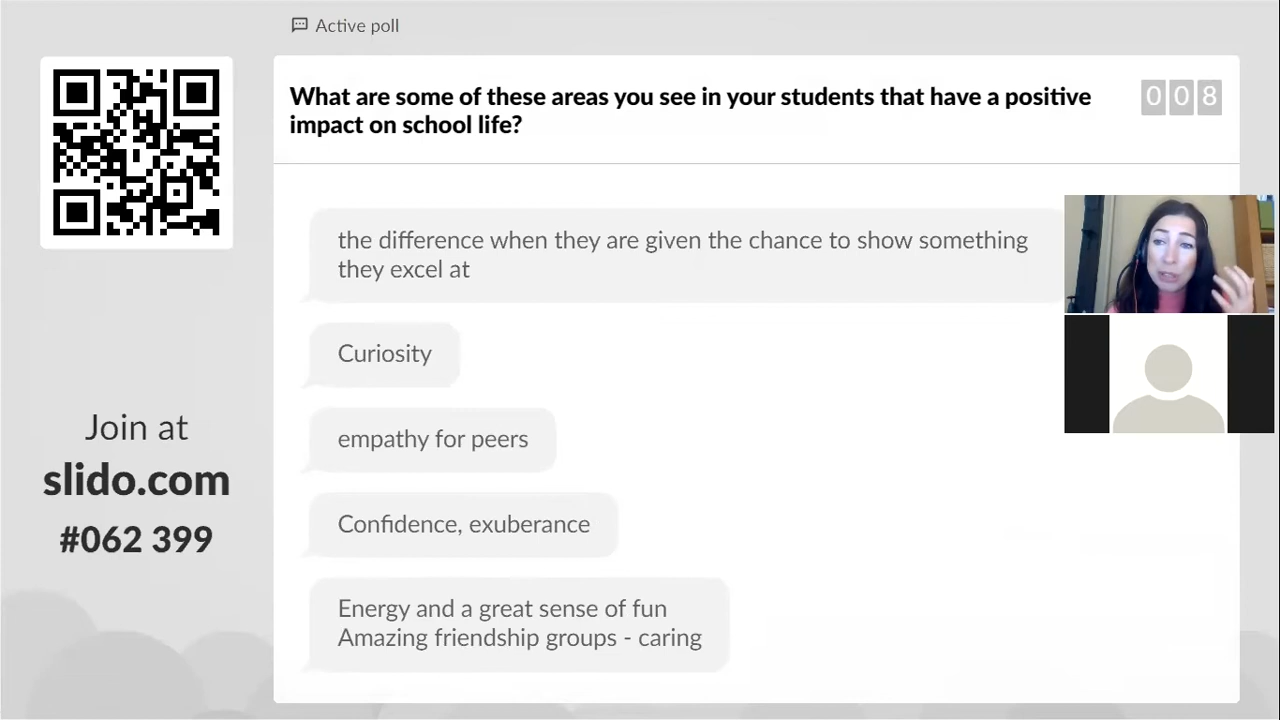 Active poll
What are some of these areas you see in your students that have a positive
impact on school life?
008
the difference when they are given the chance to show something
they excel at
Curiosity
empathy for peers
Confidence, exuberance
Energy and a great sense of fun
Amazing friendship groups - caring
Join at
slido.com
#062 399